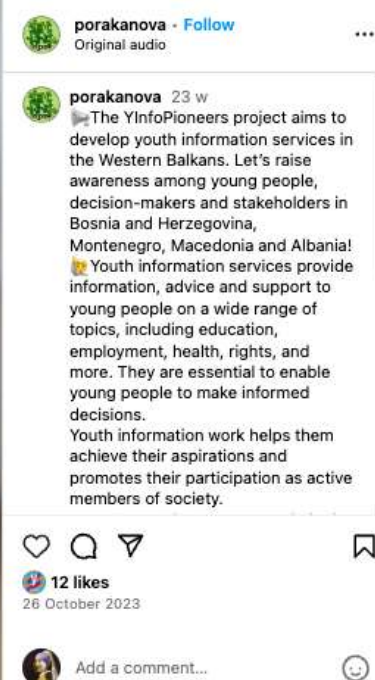 porakanova • Follow
Original audio
porakanova 23 w
📢The YInfoPioneers project aims to
develop youth information services in
the Western Balkans. Let's raise
awareness among young people,
decision-makers and stakeholders in
Bosnia and Herzegovina,
Montenegro, Macedonia and Albania!
🙋Youth information services provide
information, advice and support to
young people on a wide range of
topics, including education,
employment, health, rights, and
more. They are essential to enable
young people to make informed
decisions.
Youth information work helps them
achieve their aspirations and
promotes their participation as active
members of society.
12 likes
26 October 2023
Add a comment...